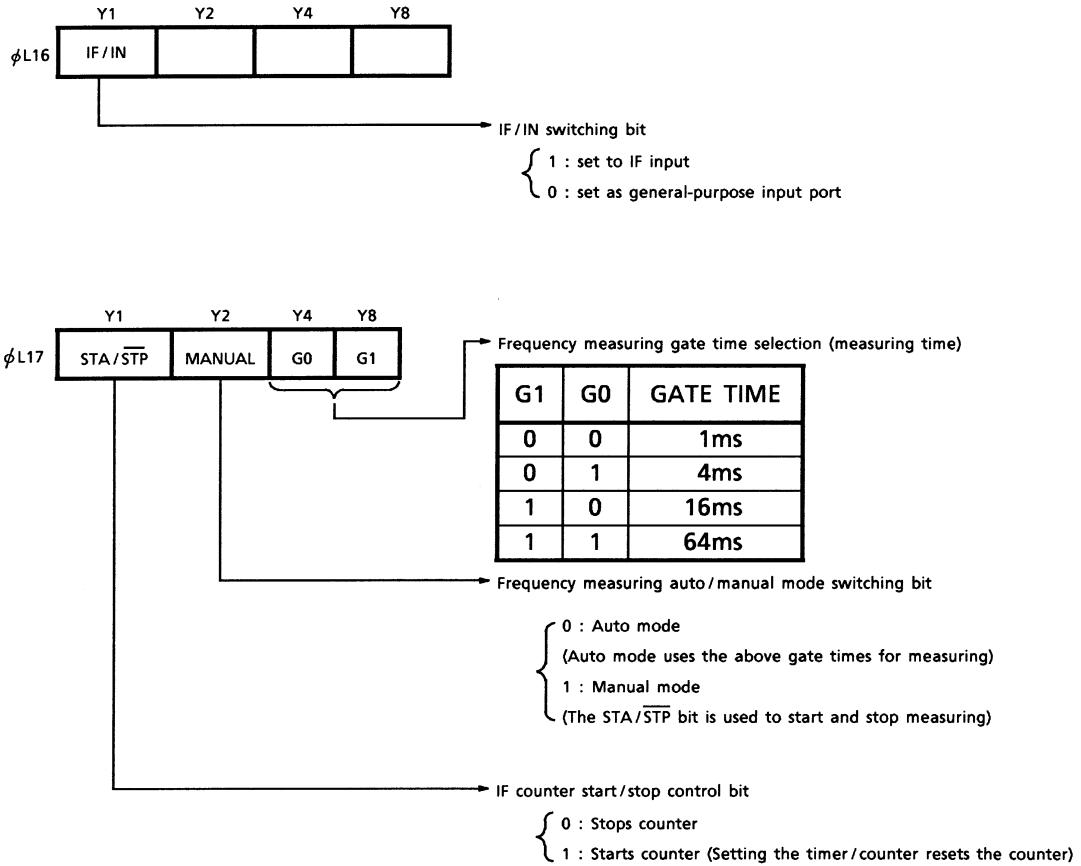 Y1 Y2 Y4 Y8
ϕL16 IF/IN
IF/IN switching bit
1 : set to IF input
0 : set as general-purpose input port
Y1 Y2 Y4 Y8
ϕL17 STA/S̅T̅P̅ MANUAL G0 G1
Frequency measuring gate time selection (measuring time)
G1 G0 GATE TIME
0 0 1ms
0 1 4ms
1 0 16ms
1 1 64ms
Frequency measuring auto/manual mode switching bit
0 : Auto mode
(Auto mode uses the above gate times for measuring)
1 : Manual mode
(The STA/S̅T̅P̅ bit is used to start and stop measuring)
IF counter start/stop control bit
0 : Stops counter
1 : Starts counter (Setting the timer/counter resets the counter)